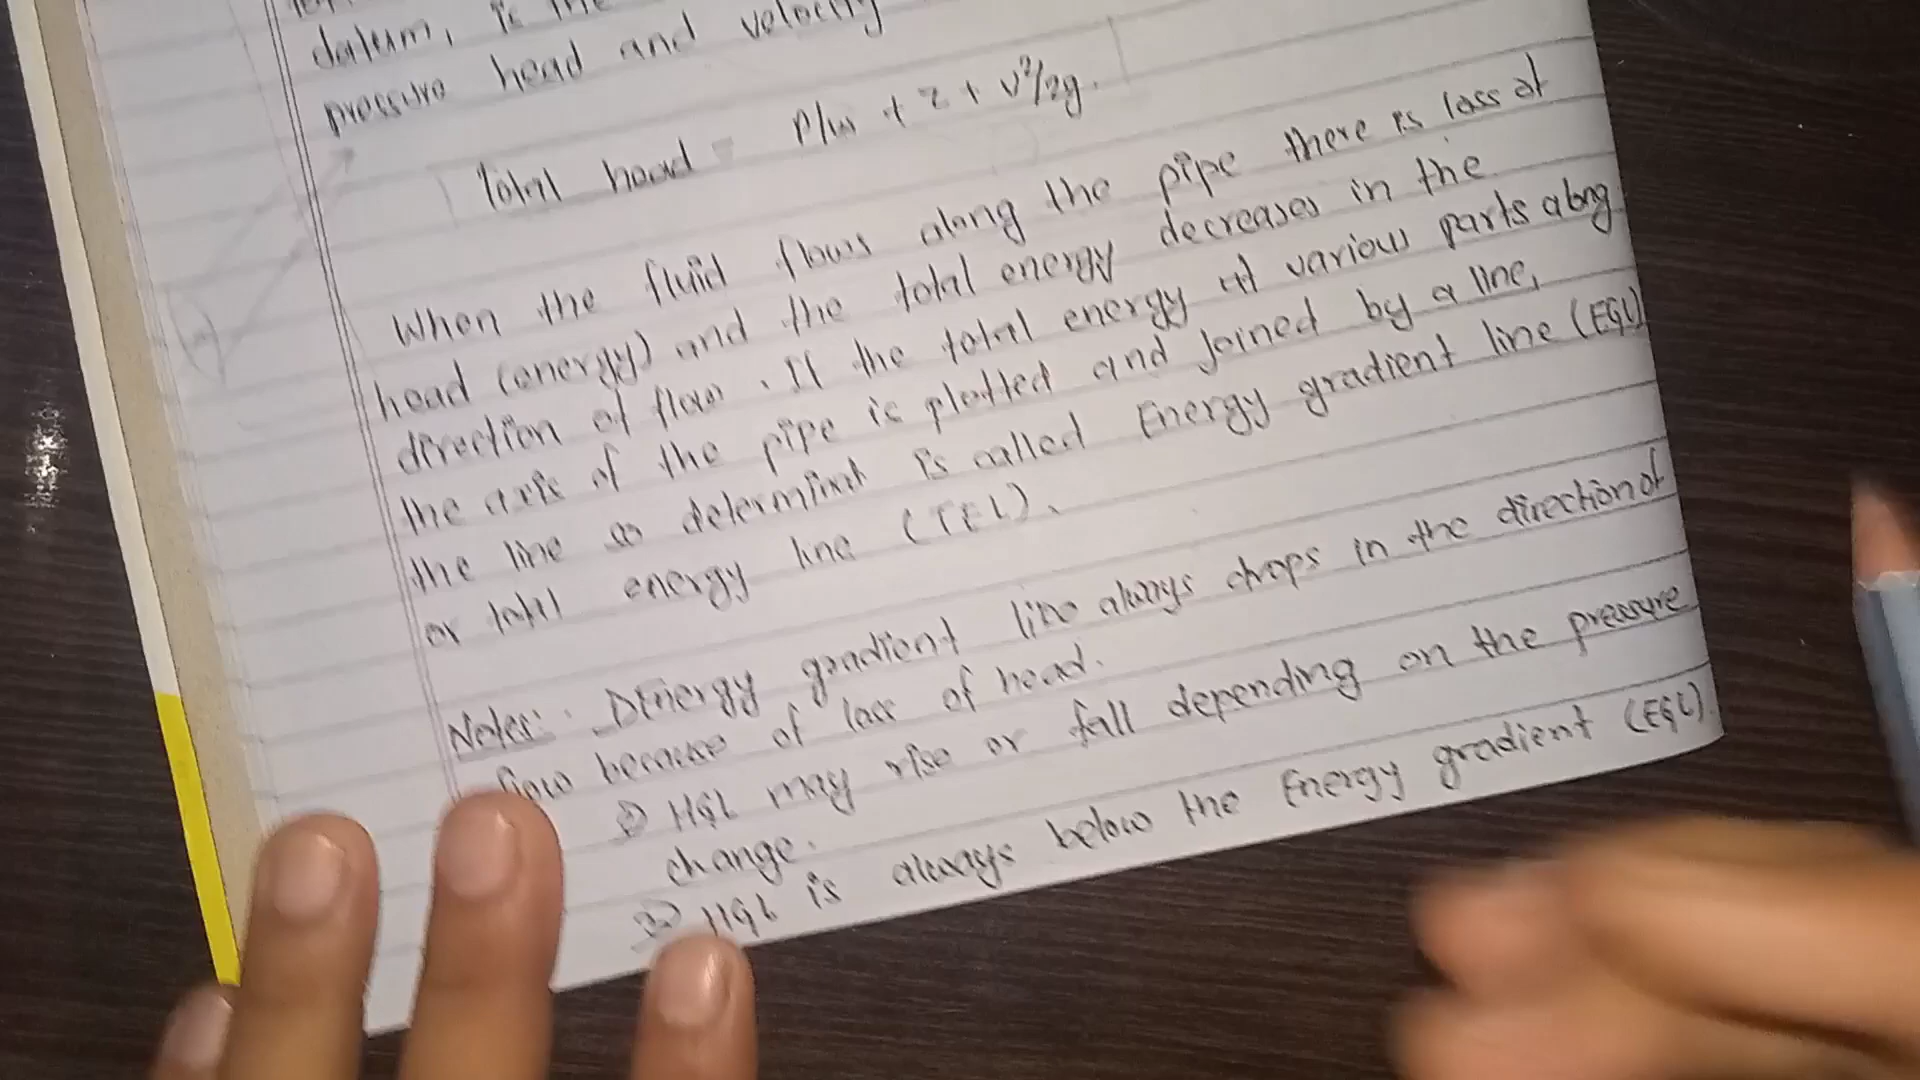 datum, is the
pressure head and velocity
Total head = P/w + z + v²/2g.
When the fluid flows along the pipe there is loss of
head (energy) and the total energy decreases in the
direction of flow. If the total energy at various parts along
the axis of the pipe is plotted and joined by a line,
the line so is called Energy gradient line (EGL)
or total energy line (TEL).
Notes: 1) Energy gradient line always drops in the direction of
flow because of loss of head.
2) HGL may rise or fall depending on the pressure
change.
3) HGL is always below the Energy gradient (EGL).